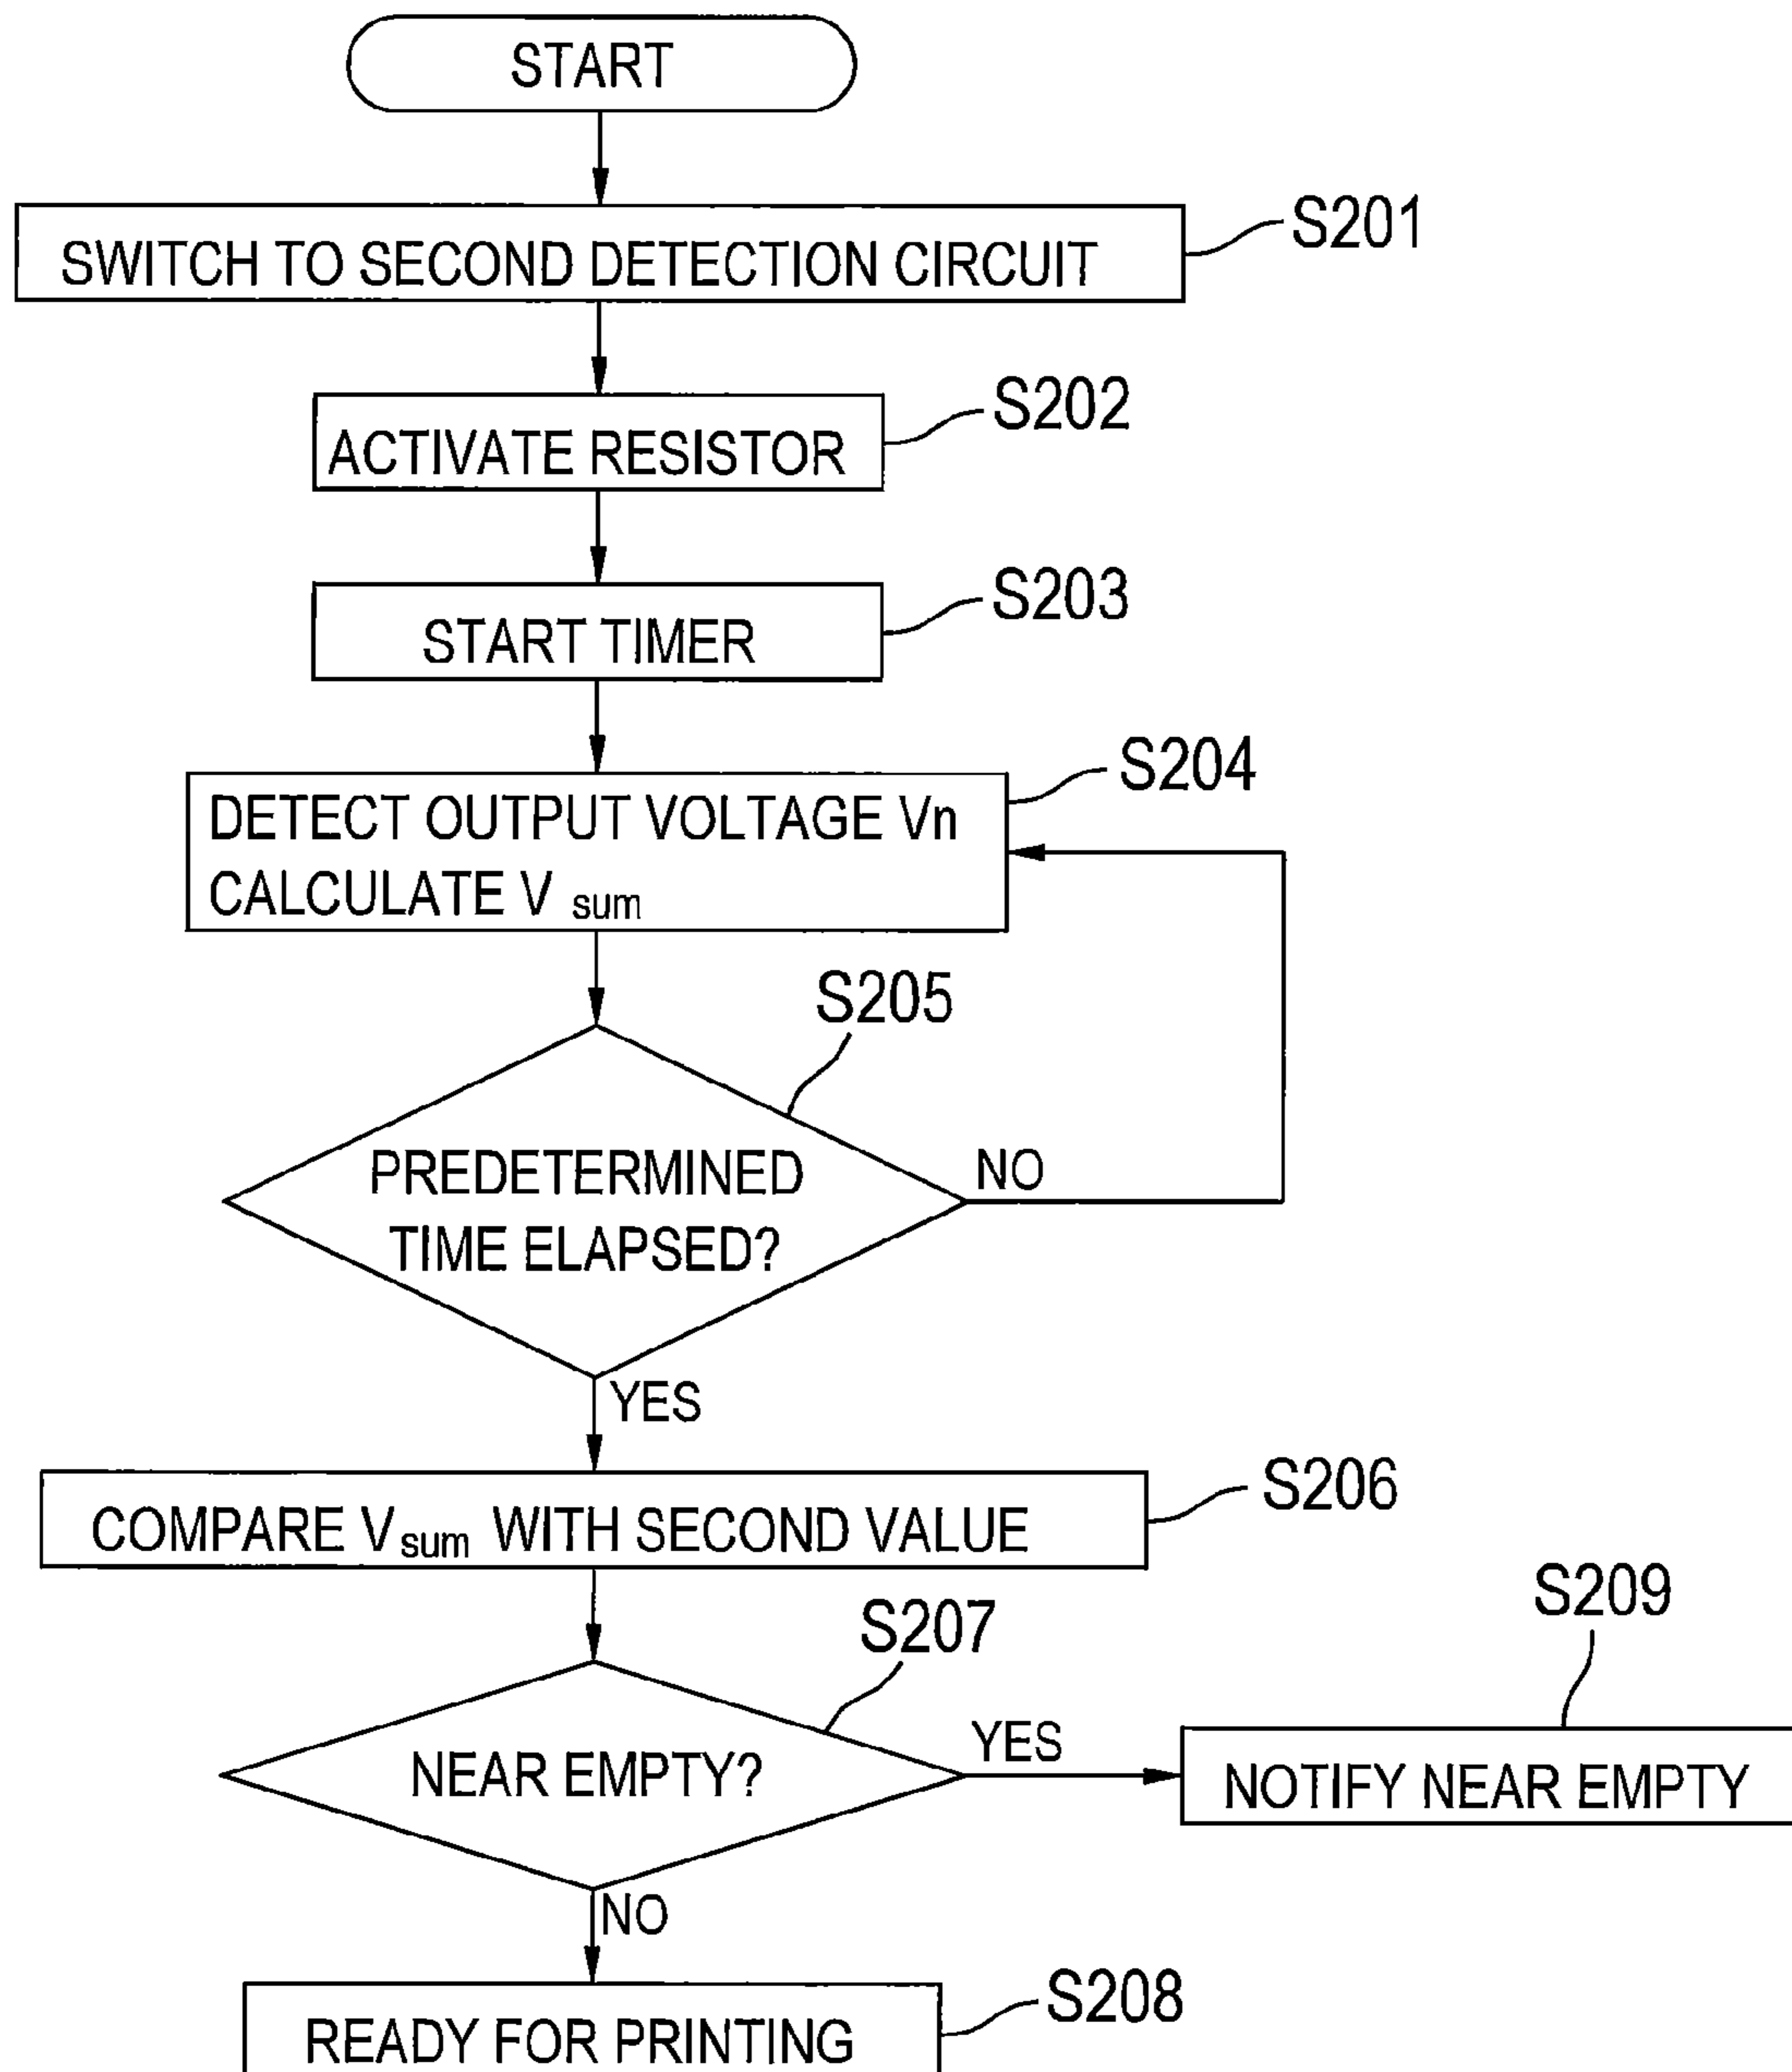 START
S201
SWITCH TO SECOND DETECTION CIRCUIT
S202
ACTIVATE RESISTOR
S203
START TIMER
S204
DETECT OUTPUT VOLTAGE Vn
CALCULATE V sum
S205
PREDETERMINED
TIME ELAPSED?
NO
YES
S206
COMPARE Vsum WITH SECOND VALUE
S207
S209
NEAR EMPTY?
YES
NOTIFY NEAR EMPTY
NO
S208
READY FOR PRINTING